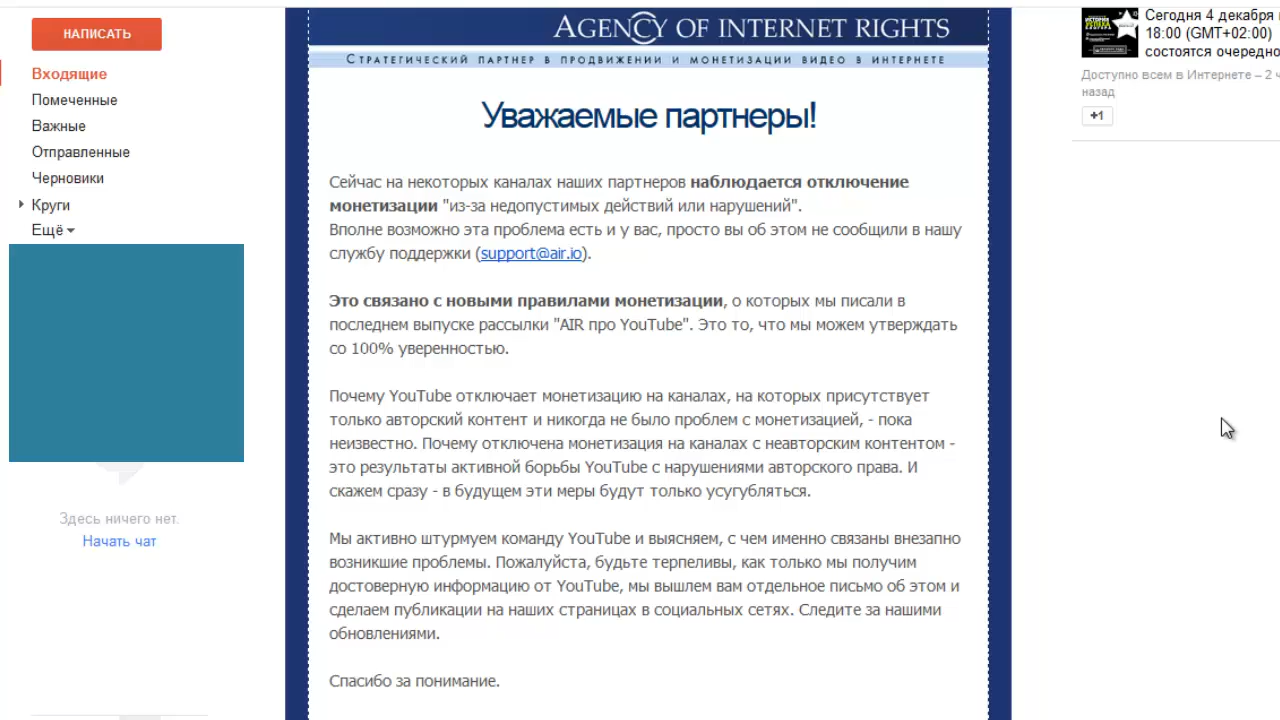 НАПИСАТЬ
Входящие
Помеченные
Важные
Отправленные
Черновики
Круги
Ещё
Здесь ничего нет.
Начать чат
AGENCY OF INTERNET RIGHTS
СТРАТЕГИЧЕСКИЙ ПАРТНЕР В ПРОДВИЖЕНИИ И МОНЕТИЗАЦИИ ВИДЕО В ИНТЕРНЕТЕ
Уважаемые партнеры!
Сейчас на некоторых каналах наших партнеров наблюдается отключение
монетизации "из-за недопустимых действий или нарушений".
Вполне возможно эта проблема есть и у вас, просто вы об этом не сообщили в нашу
службу поддержки (support@air.io).
Это связано с новыми правилами монетизации, о которых мы писали в
последнем выпуске рассылки "AIR про YouTube". Это то, что мы можем утверждать
со 100% уверенностью.
Почему YouTube отключает монетизацию на каналах, на которых присутствует
только авторский контент и никогда не было проблем с монетизацией, - пока
неизвестно. Почему отключена монетизация на каналах с неавторским контентом -
это результаты активной борьбы YouTube с нарушениями авторского права. И
скажем сразу - в будущем эти меры будут только усугубляться.
Мы активно штурмуем команду YouTube и выясняем, с чем именно связаны внезапно
возникшие проблемы. Пожалуйста, будьте терпеливы, как только мы получим
достоверную информацию от YouTube, мы вышлем вам отдельное письмо об этом и
сделаем публикации на наших страницах в социальных сетях. Следите за нашими
обновлениями.
Спасибо за понимание.
Сегодня 4 декабря
18:00 (GMT+02:00)
состоятся очередно
Доступно всем в Интернете – 2 ч
назад
+1